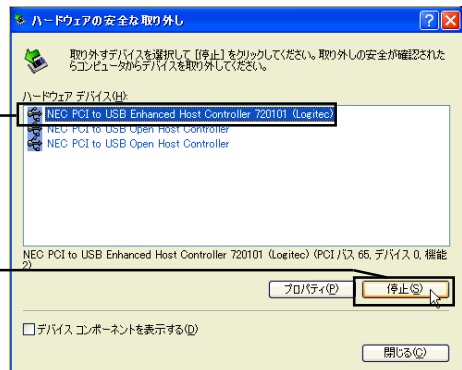 ハードウェアの安全な取り外し
取り外すデバイスを選択して [停止] をクリックしてください。取り外しの安全が確認された
らコンピュータからデバイスを取り外してください。
ハードウェア デバイス(H):
NEC PCI to USB Enhanced Host Controller 720101 (Logitec)
NEC PCI to USB Open Host Controller
NEC PCI to USB Open Host Controller
NEC PCI to USB Enhanced Host Controller 720101 (Logitec) (PCI バス 65, デバイス 0, 機能
2)
プロパティ(P) 停止(S)
デバイス コンポーネントを表示する(D)
閉じる(C)